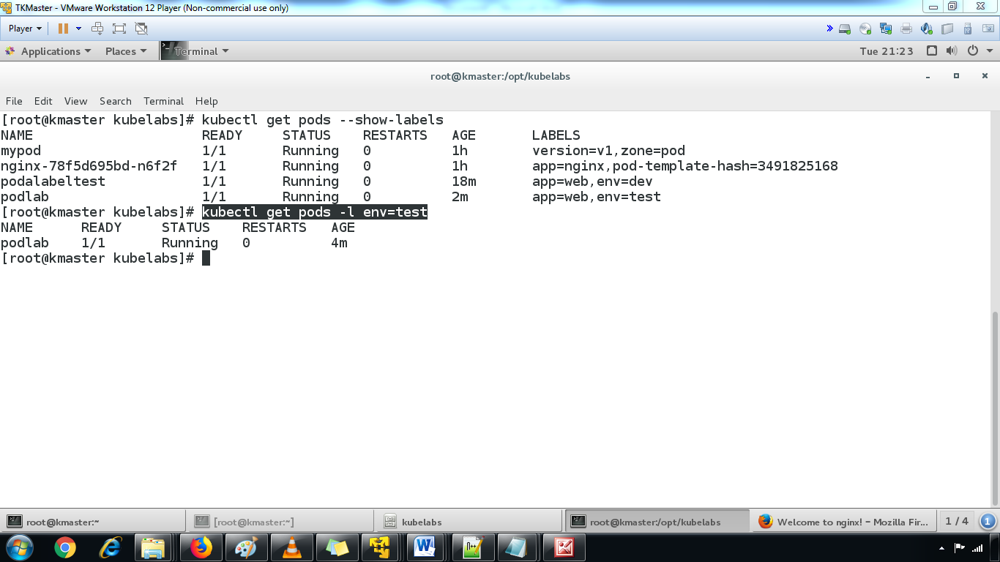 TKMaster - VMware Workstation 12 Player (Non-commercial use only)
Player
Applications Places Terminal Tue 21:23
root@kmaster:/opt/kubelabs
File Edit View Search Terminal Help
[root@kmaster kubelabs]# kubectl get pods --show-labels
NAME READY STATUS RESTARTS AGE LABELS
mypod 1/1 Running 0 1h version=v1,zone=pod
nginx-78f5d695bd-n6f2f 1/1 Running 0 1h app=nginx,pod-template-hash=3491825168
podalabeltest 1/1 Running 0 18m app=web,env=dev
podlab 1/1 Running 0 2m app=web,env=test
[root@kmaster kubelabs]# kubectl get pods -l env=test
NAME READY STATUS RESTARTS AGE
podlab 1/1 Running 0 4m
[root@kmaster kubelabs]#
root@kmaster:~ [root@kmaster:~] kubelabs root@kmaster:/opt/kubelabs Welcome to nginx! – Mozilla Fir... 1 / 4 1